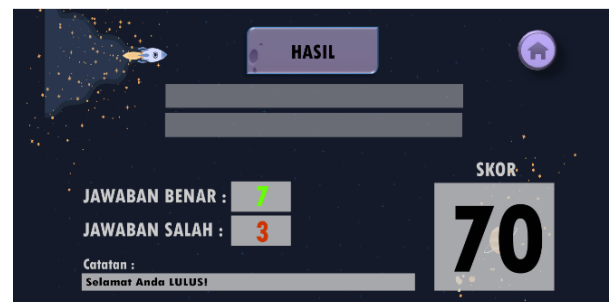 HASIL
SKOR
JAWABAN BENAR : 7
JAWABAN SALAH : 3
70
Catatan :
Selamat Anda LULUS!